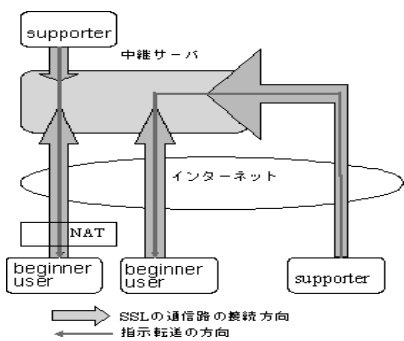 supporter
中継サーバ
インターネット
NAT
beginner
user
beginner
user
supporter
SSLの通信路の接続方向
指示転送の方向